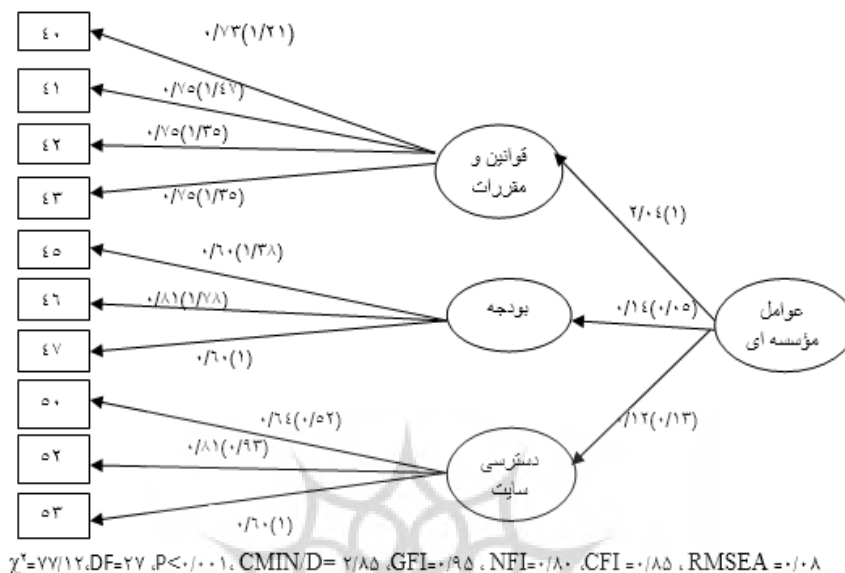 ٤٠
٠/٧٣(١/٢١)
٤١
٠/٧٥(١/٤٧)
٤٢
٠/٧٥(١/٣٥)
٤٣
٠/٧٥(١/٣٥)
قوانین و
مقررات
٢/٠٤(١)
٤٥
٠/٦٠(١/٣٨)
٤٦
٠/٨١(١/٧٨)
٤٧
٠/٦٠(١)
بودجه
٠/١٤(٠/٠٥)
عوامل
مؤسسه ای
٥٠
٠/٦٤(٠/٥٢)
٥٢
٠/٨١(٠/٩٣)
٥٣
٠/٦٠(١)
دسترسی
سایت
٠/١٢(٠/١٣)
χ²=٧٧/١٢،DF=٢٧ ،P<٠/٠٠١، CMIN/D= ٢/٨٥ ،GFI=٠/٩٥ ، NFI=٠/٨٠ ،CFI =٠/٨٥ ، RMSEA =٠/٠٨